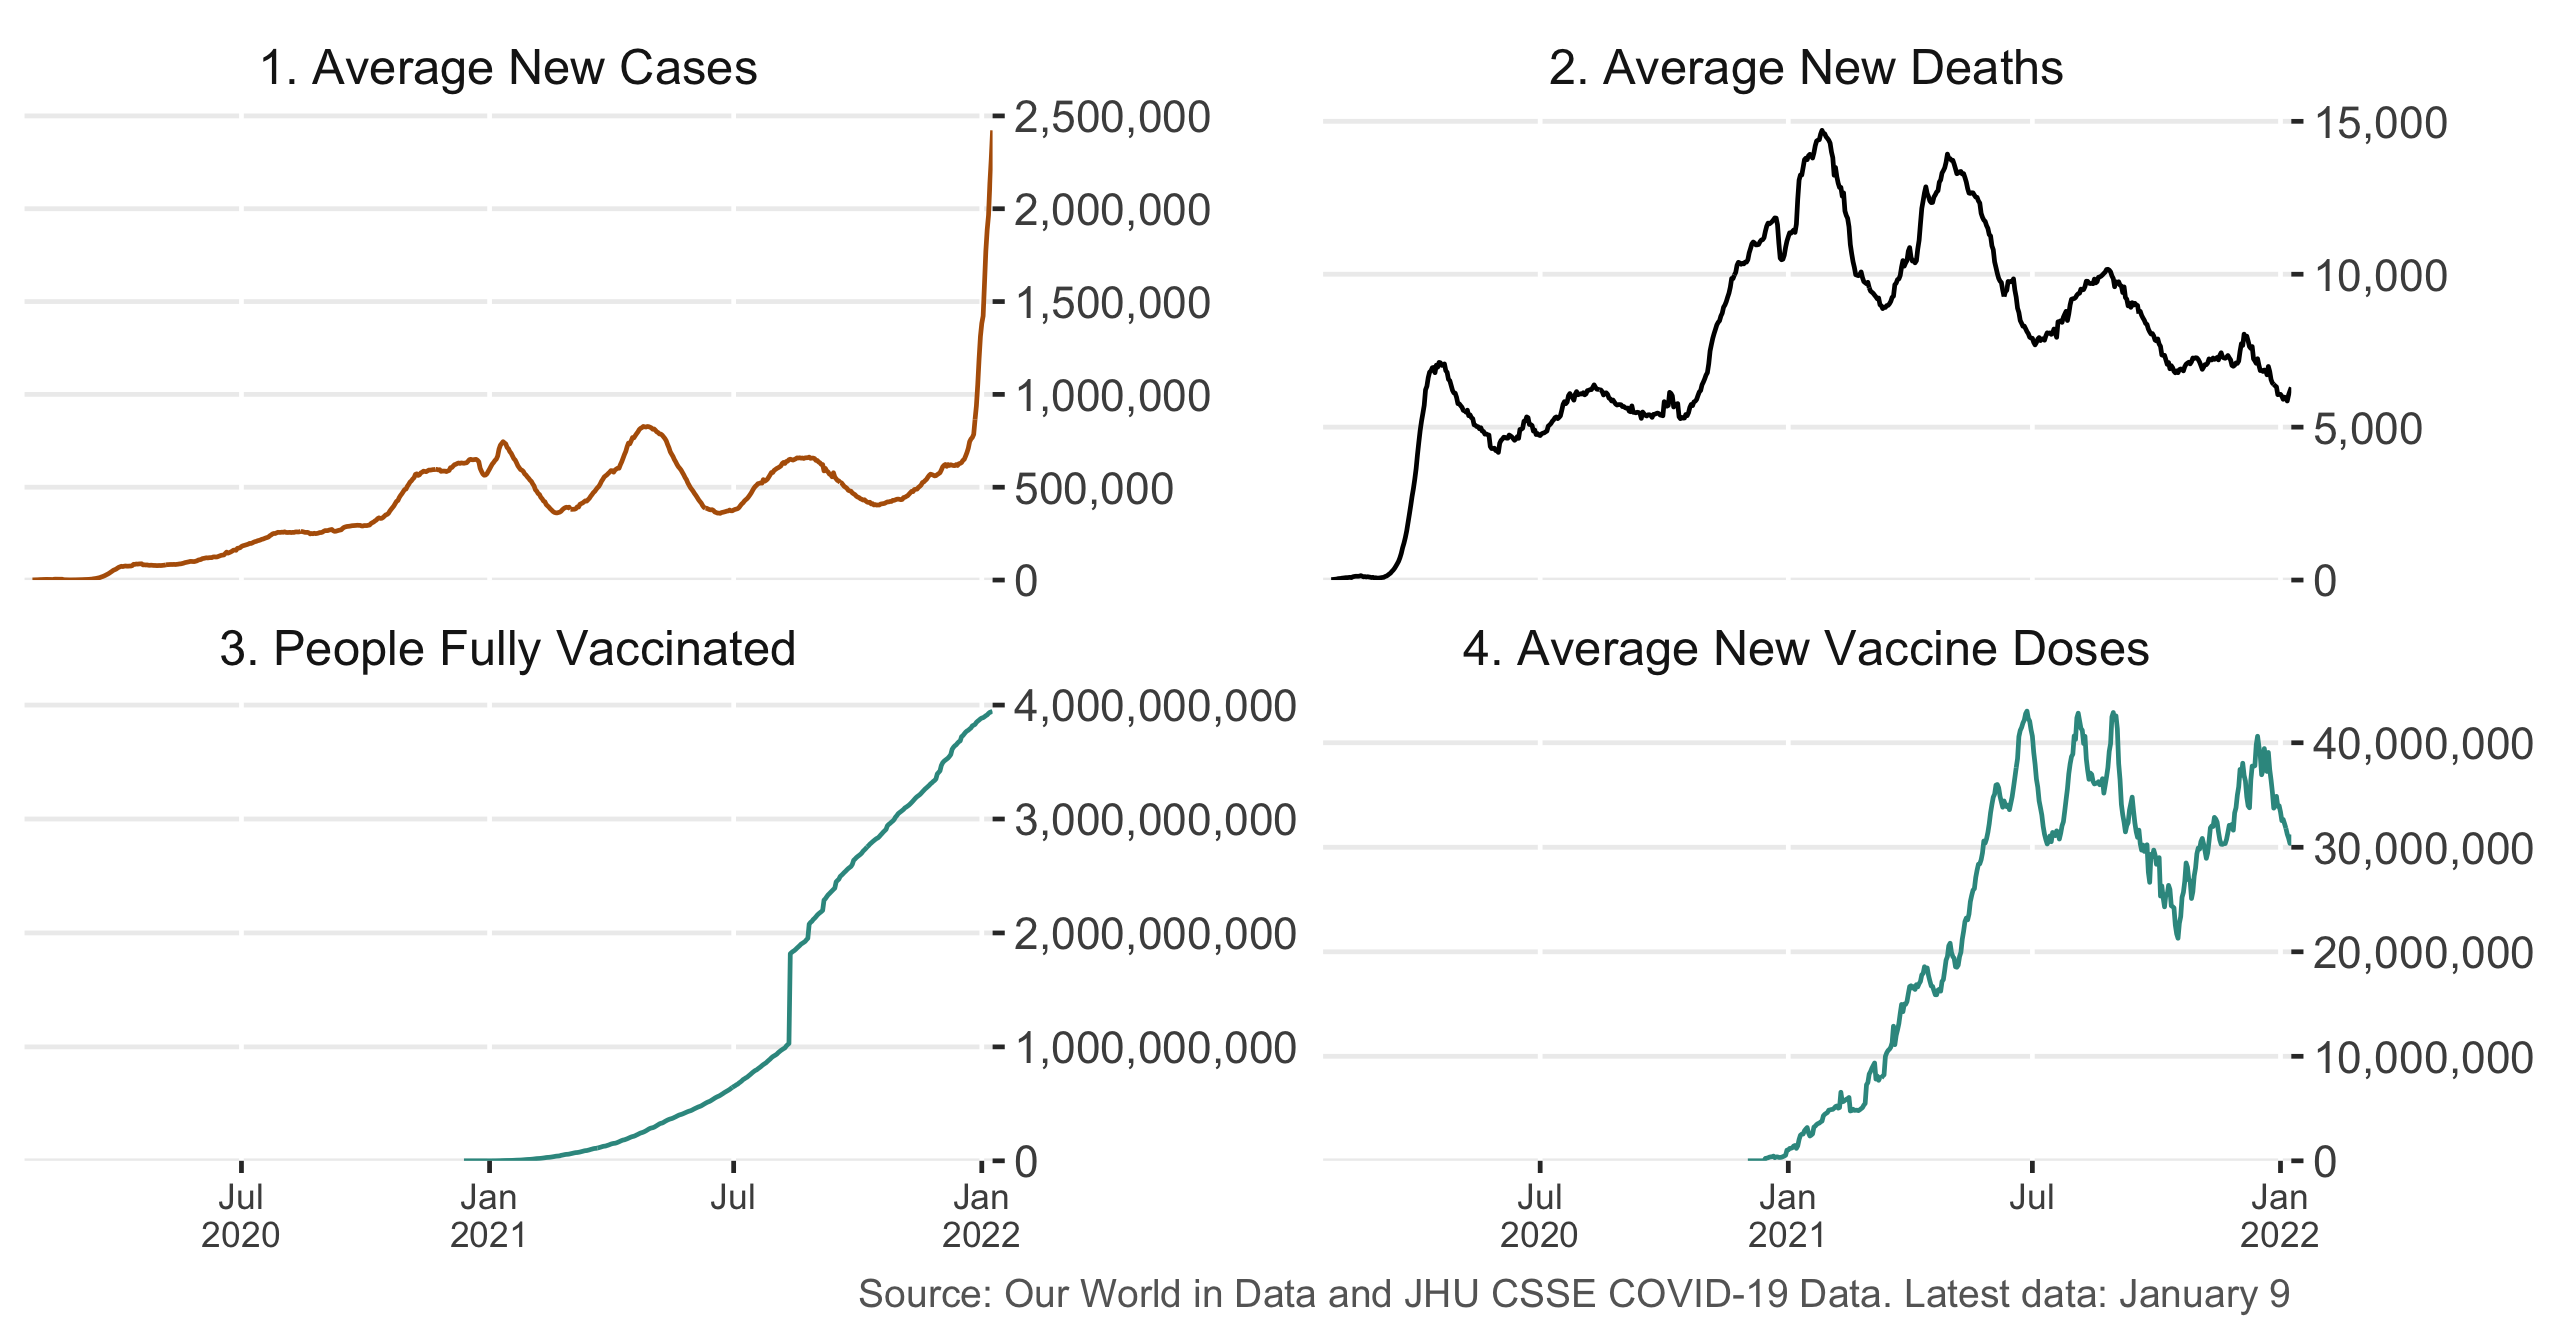 1. Average New Cases
2,500,000
2,000,000
1,500,000
1,000,000
500,000
0
2. Average New Deaths
15,000
10,000
5,000
0
3. People Fully Vaccinated
4,000,000,000
3,000,000,000
2,000,000,000
1,000,000,000
0
Jul
2020
Jan
2021
Jul
Jan
2022
4. Average New Vaccine Doses
40,000,000
30,000,000
20,000,000
10,000,000
0
Jul
2020
Jan
2021
Jul
Jan
2022
Source: Our World in Data and JHU CSSE COVID-19 Data. Latest data: January 9